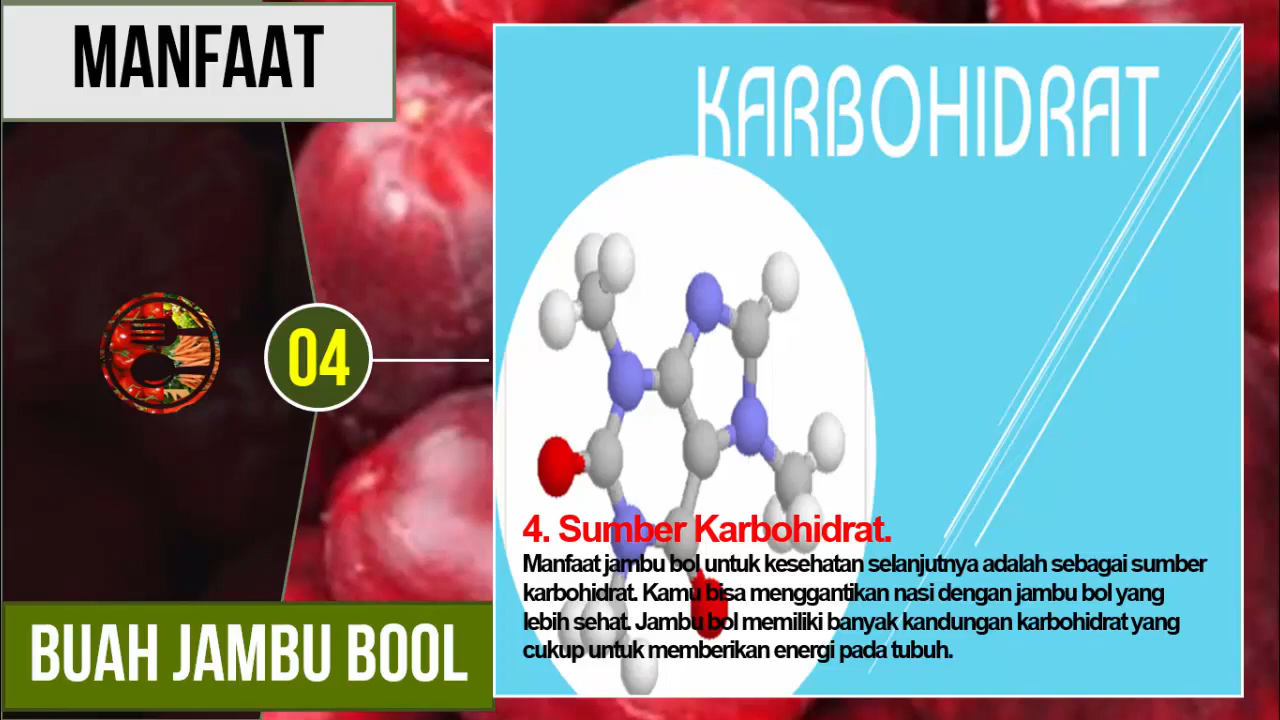 MANFAAT
KARBOHIDRAT
04
4. Sumber Karbohidrat.
Manfaat jambu bol untuk kesehatan selanjutnya adalah sebagai sumber
karbohidrat. Kamu bisa menggantikan nasi dengan jambu bol yang
lebih sehat. Jambu bol memiliki banyak kandungan karbohidrat yang
cukup untuk memberikan energi pada tubuh.
BUAH JAMBU BOOL